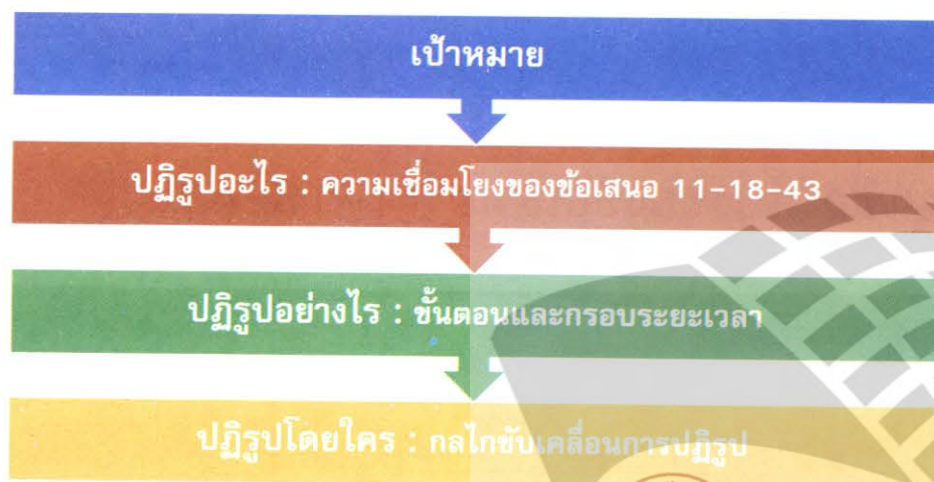 เป้าหมาย
ปฏิรูปอะไร : ความเชื่อมโยงของข้อเสนอ 11-18-43
ปฏิรูปอย่างไร : ขั้นตอนและกรอบระยะเวลา
ปฏิรูปโดยใคร : กลไกขับเคลื่อนการปฏิรูป